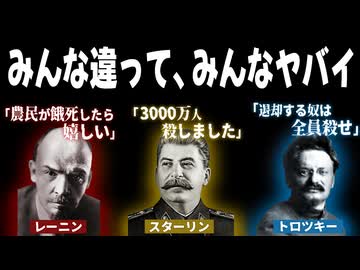 みんな違って、みんなヤバイ
「農民が餓死したら
嬉しい」
「3000万人
殺しました」
「退却する奴は
全員殺せ」
レーニン
スターリン
トロツキー